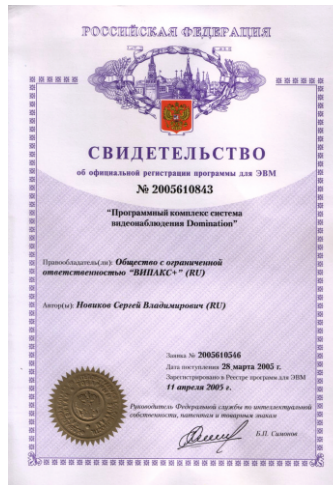 РОССИЙСКАЯ ФЕДЕРАЦИЯ
СВИДЕТЕЛЬСТВО
об официальной регистрации программы для ЭВМ
№ 2005610843
"Программный комплекс система
видеонаблюдения Domination"
Правообладатель(ли): Общество с ограниченной
ответственностью "ВИПАКС+" (RU)
Автор(ы): Новиков Сергей Владимирович (RU)
Заявка № 2005610546
Дата поступления 28 марта 2005 г.
Зарегистрировано в Реестре программ для ЭВМ
11 апреля 2005 г.
Руководитель Федеральной службы по интеллектуальной
собственности, патентам и товарным знакам
Б.П. Симонов